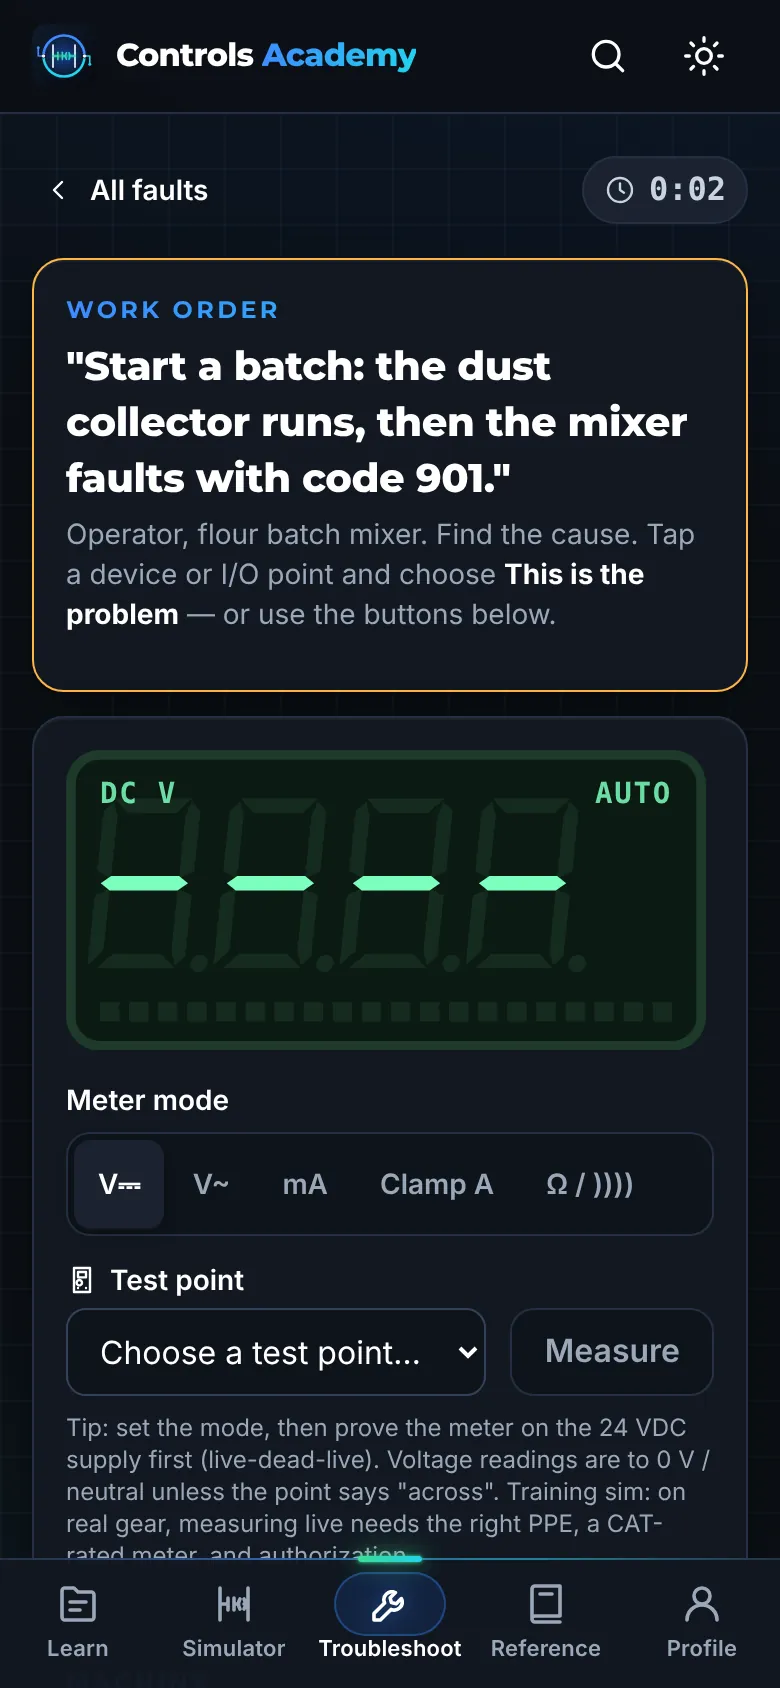 Controls Academy
All faults
0:02
WORK ORDER
"Start a batch: the dust
collector runs, then the mixer
faults with code 901."
Operator, flour batch mixer. Find the cause. Tap
a device or I/O point and choose This is the
problem — or use the buttons below.
DC V
AUTO
- - - -
Meter mode
V⎓ V~ mA Clamp A Ω / ))))
Test point
Choose a test point...
Measure
Tip: set the mode, then prove the meter on the 24 VDC
supply first (live-dead-live). Voltage readings are to 0 V /
neutral unless the point says "across". Training sim: on
real gear, measuring live needs the right PPE, a CAT-
rated meter, and authorization.
Learn
Simulator
Troubleshoot
Reference
Profile